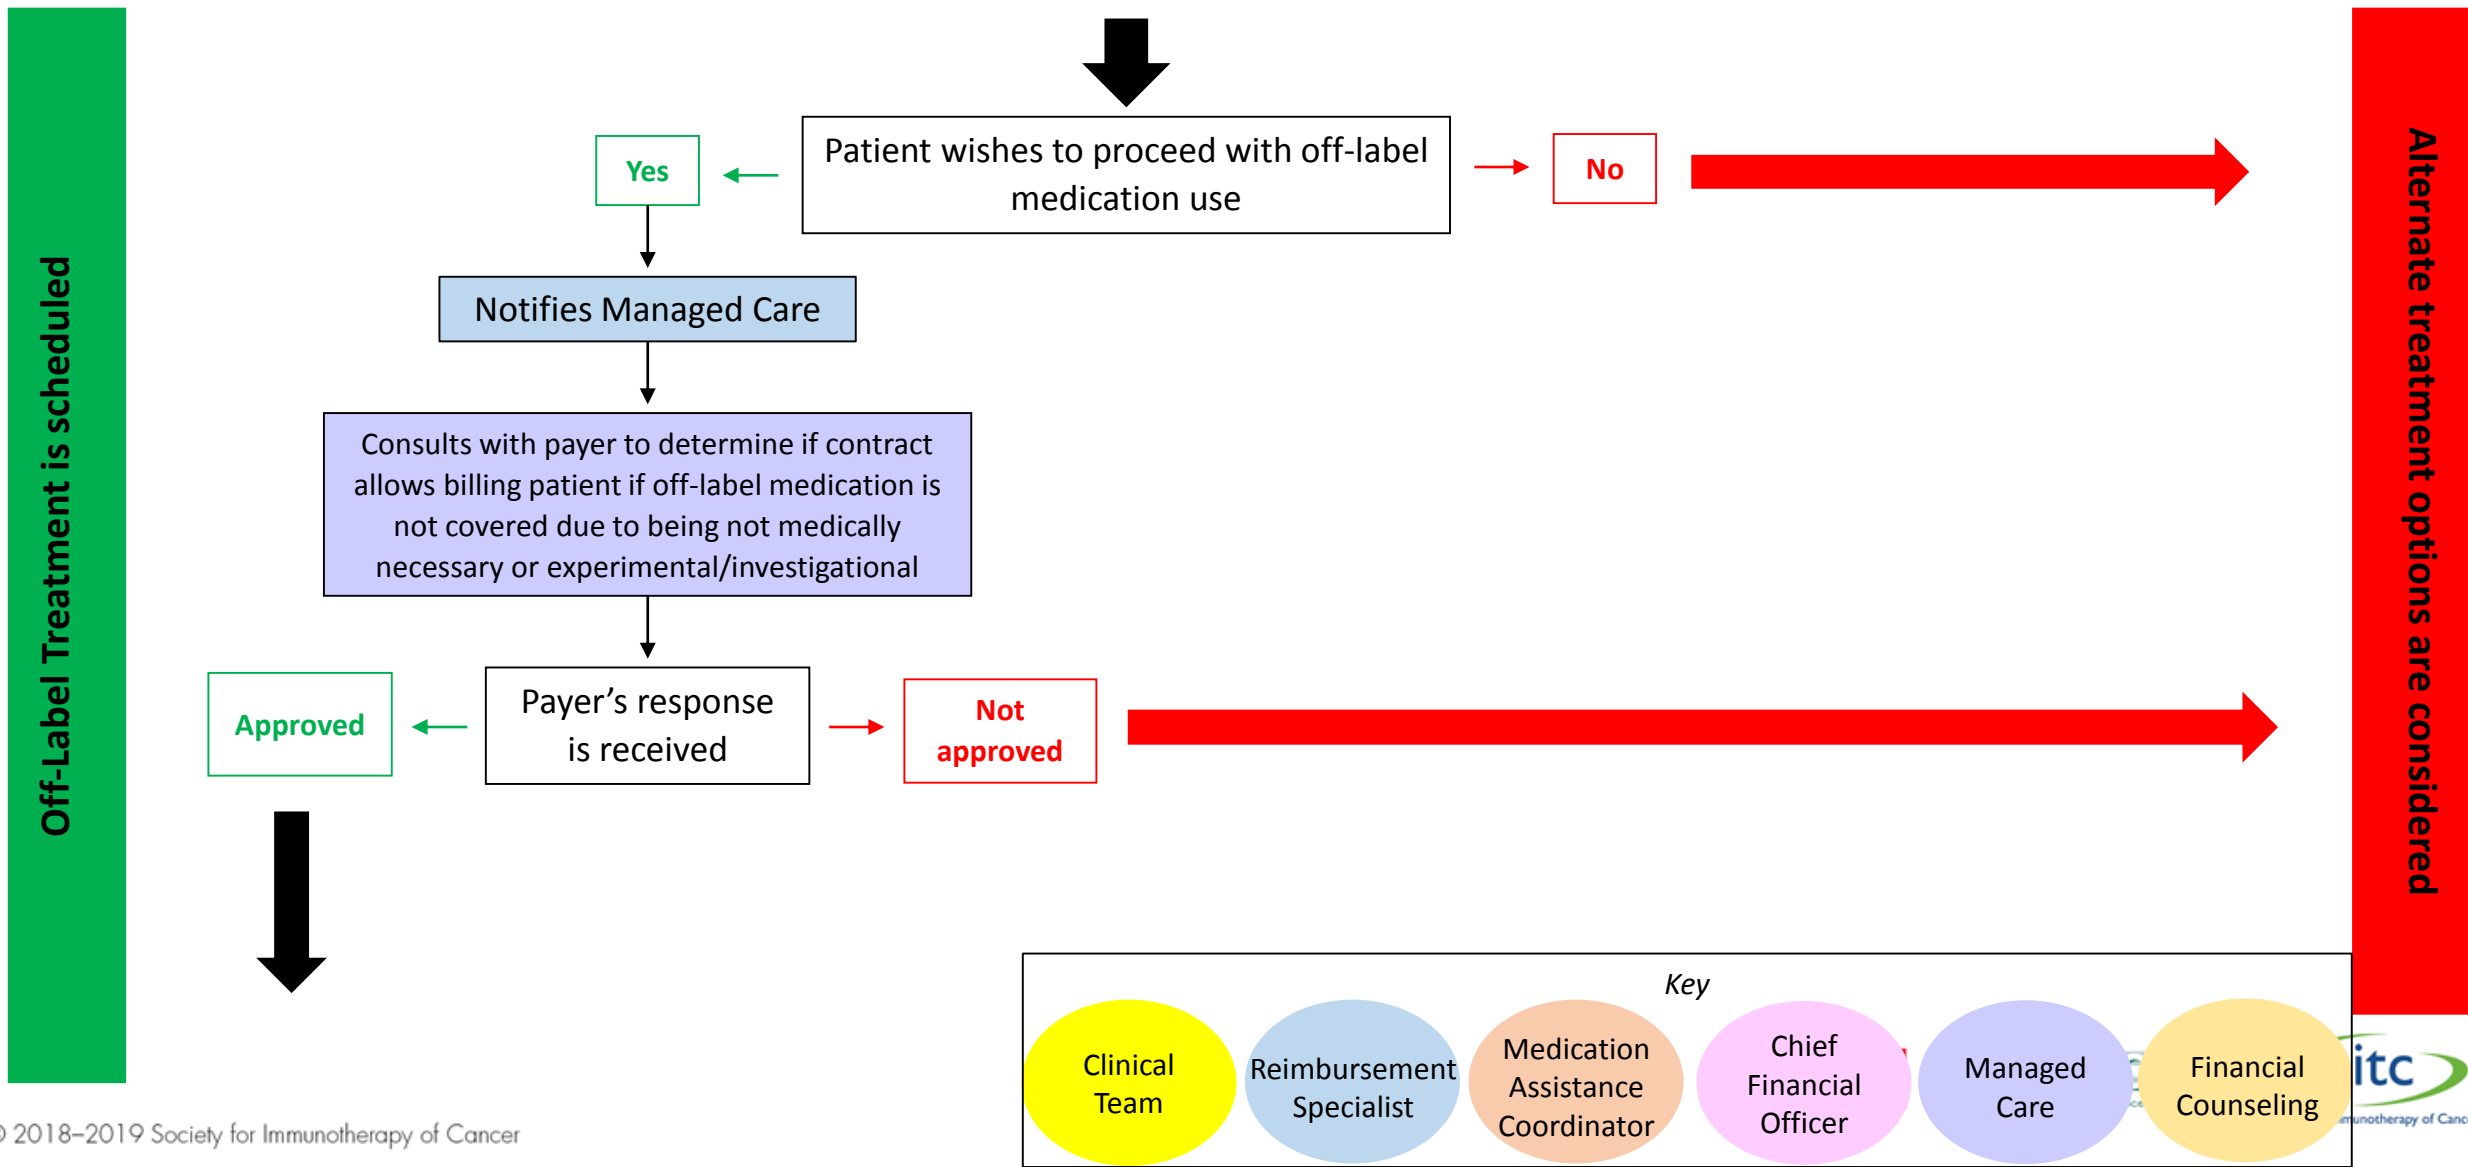 Off-Label Treatment is scheduled
Patient wishes to proceed with off-label
medication use
Yes
No
Alternate treatment options are considered
Notifies Managed Care
Consults with payer to determine if contract
allows billing patient if off-label medication is
not covered due to being not medically
necessary or experimental/investigational
Payer’s response
is received
Approved
Not
approved
Key
Clinical
Team
Reimbursement
Specialist
Medication
Assistance
Coordinator
Chief
Financial
Officer
Managed
Care
Financial
Counseling
itc
munotherapy of Cance
© 2018–2019 Society for Immunotherapy of Cancer